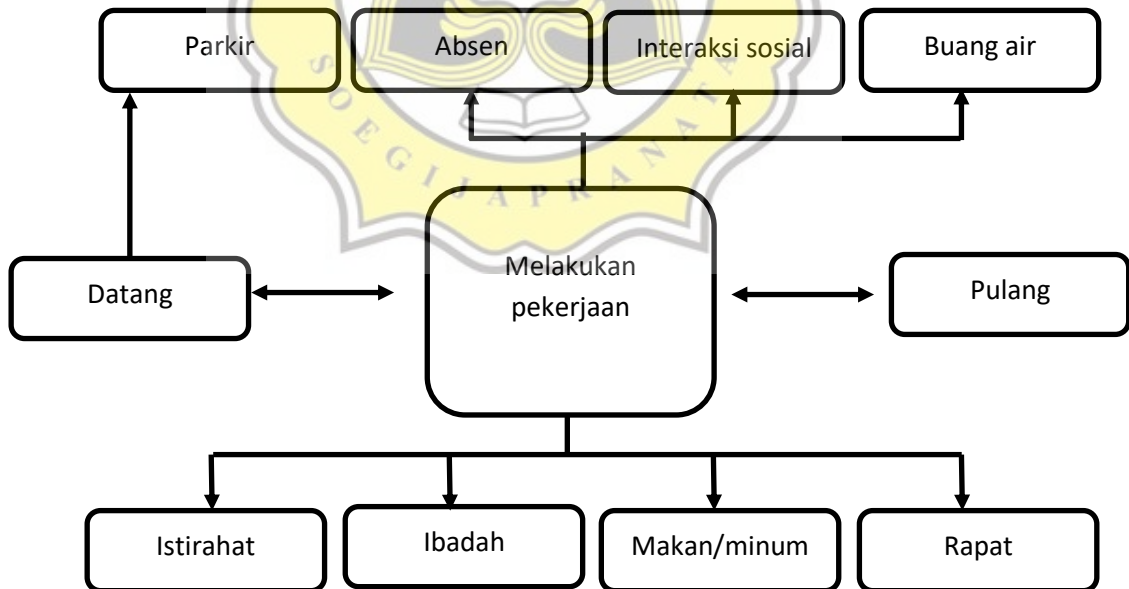 Parkir
Absen
Interaksi sosial
Buang air
SOEGIJAPRANATA
Datang
Melakukan
pekerjaan
Pulang
Istirahat
Ibadah
Makan/minum
Rapat